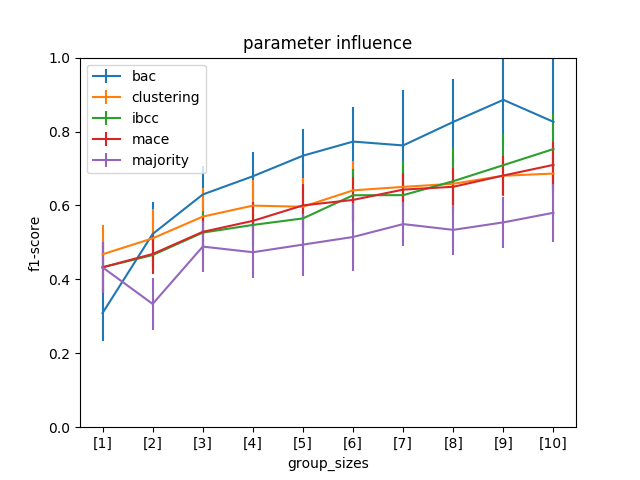 parameter influence
1.0
0.8
0.6
0.4
0.2
0.0
f1-score
bac
clustering
ibcc
mace
majority
[1] [2] [3] [4] [5] [6] [7] [8] [9] [10]
group_sizes